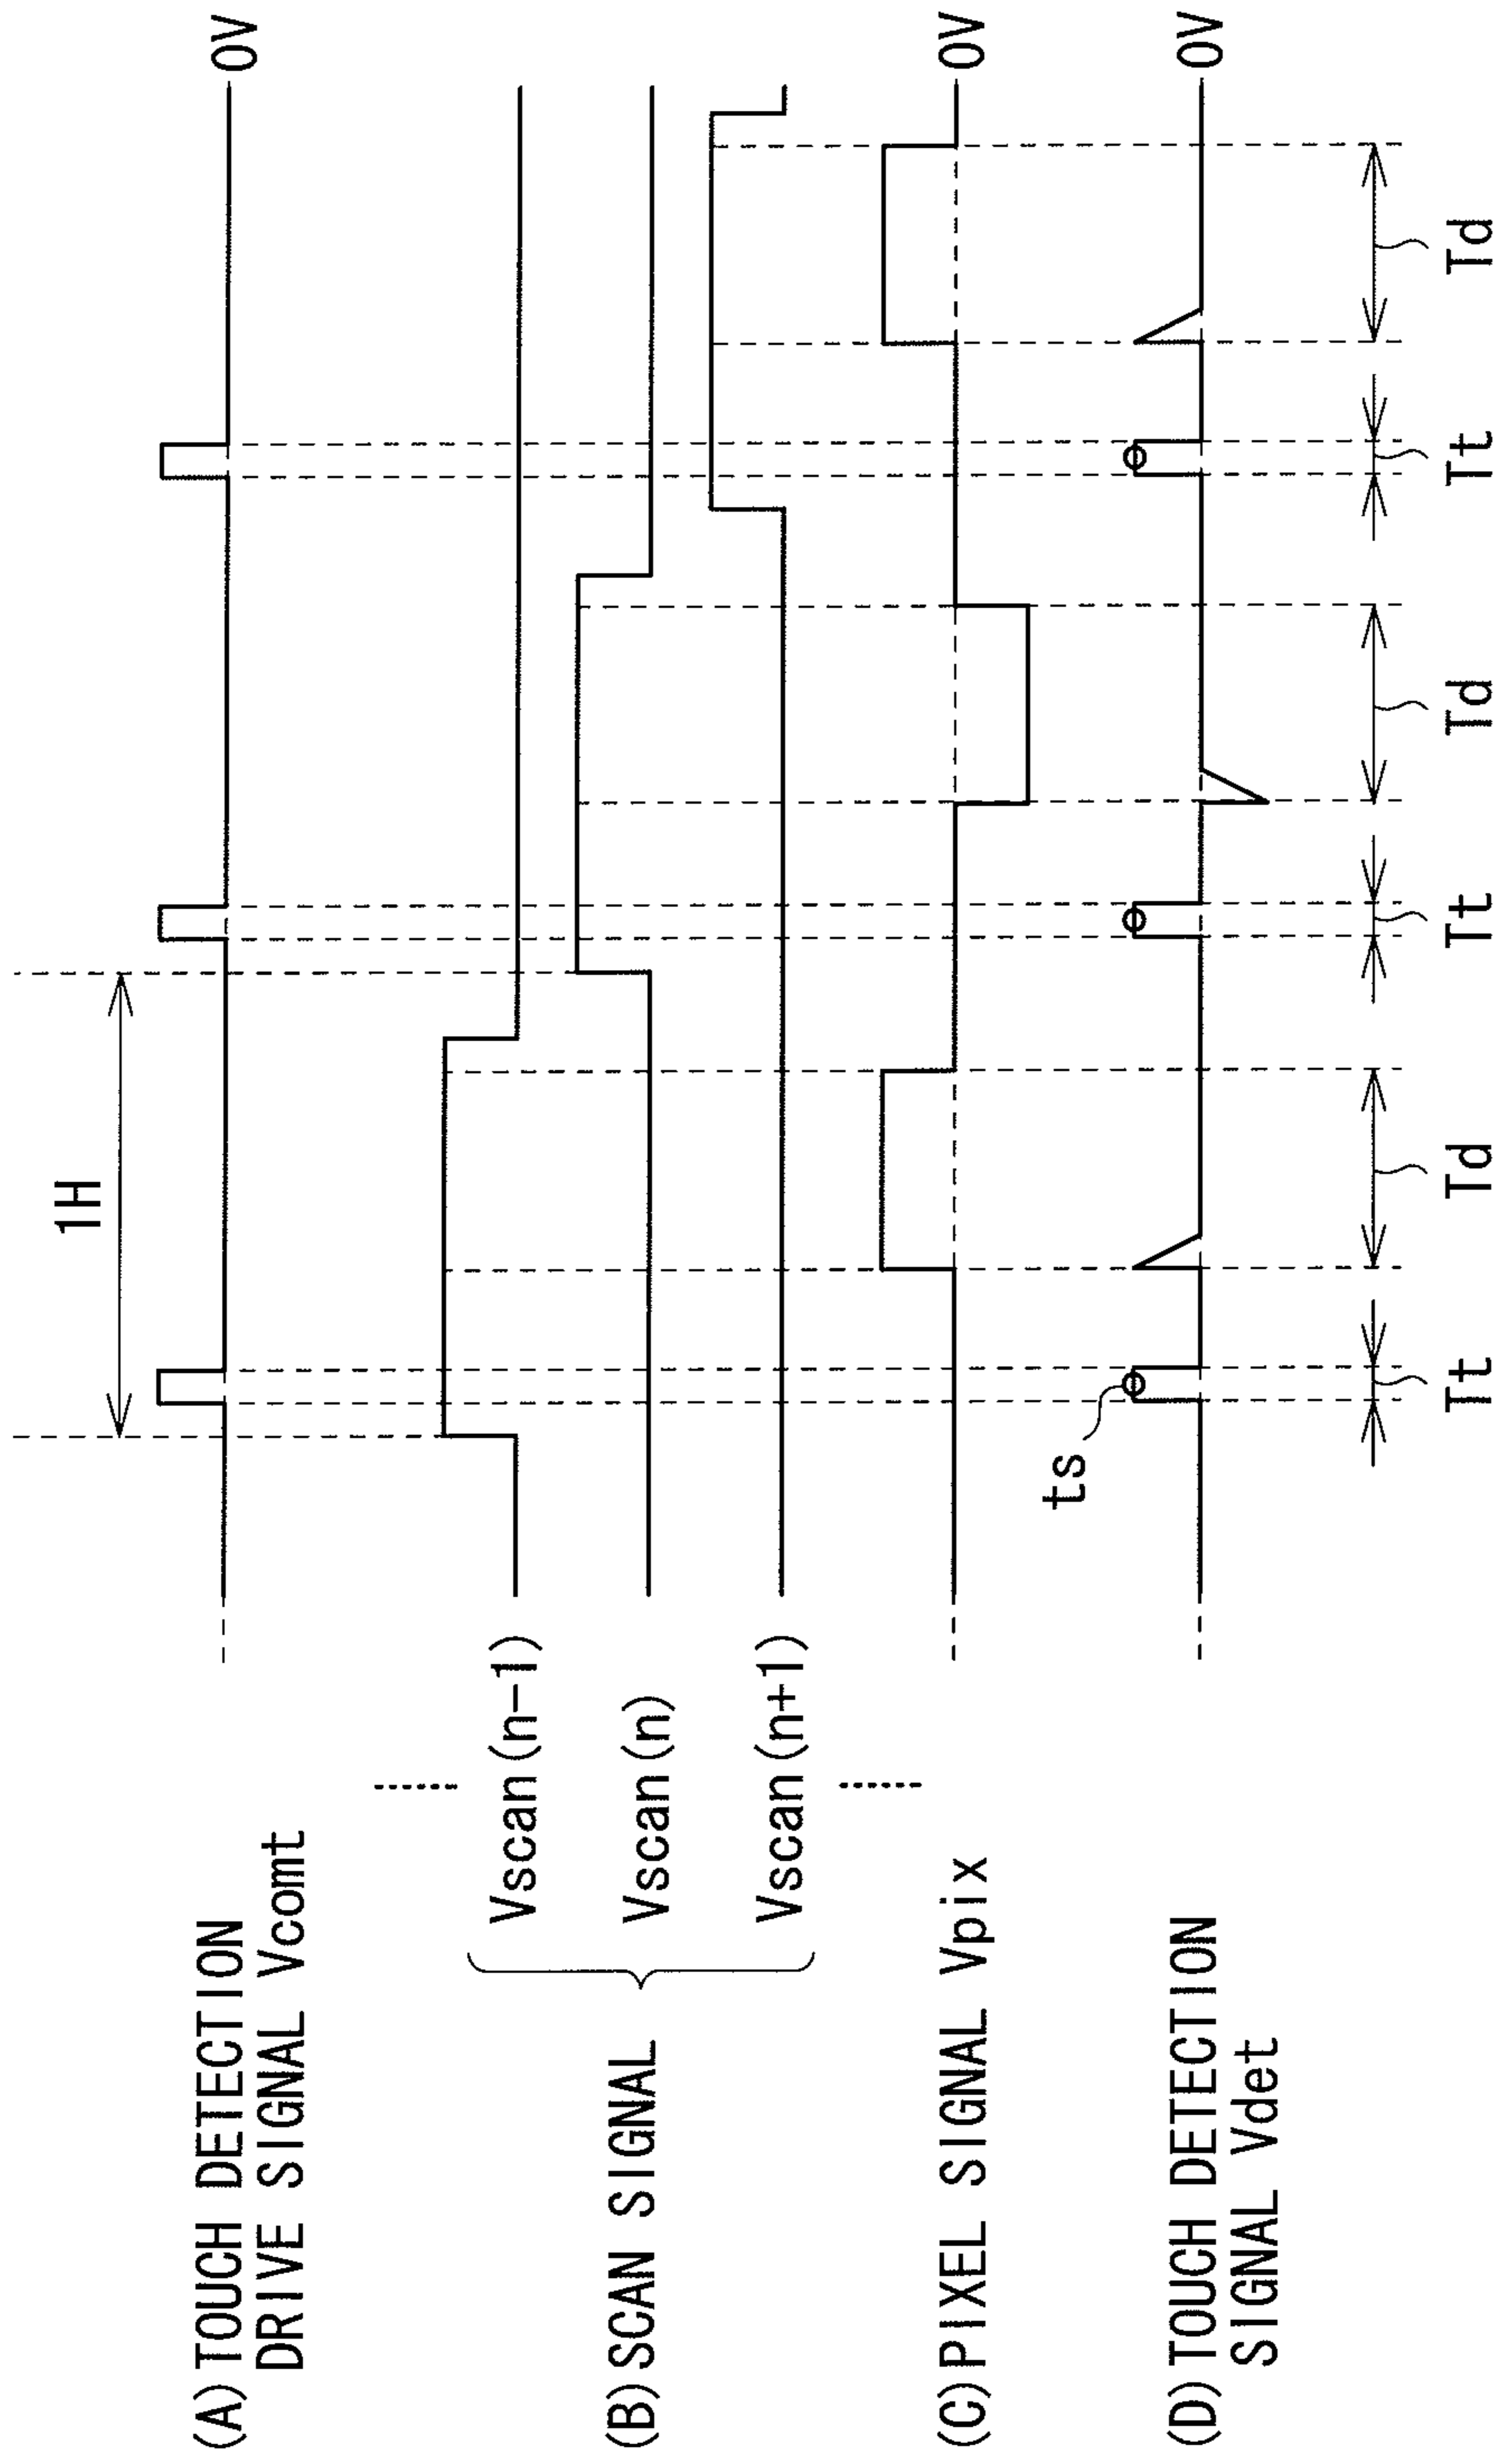 1H
(A) TOUCH DETECTION
DRIVE SIGNAL Vcomt
0V
Vscan(n-1)
(B) SCAN SIGNAL
Vscan(n)
Vscan(n+1)
(C) PIXEL SIGNAL Vpix
0V
ts
(D) TOUCH DETECTION
SIGNAL Vdet
0V
Tt
Td
Tt
Td
Tt
Td